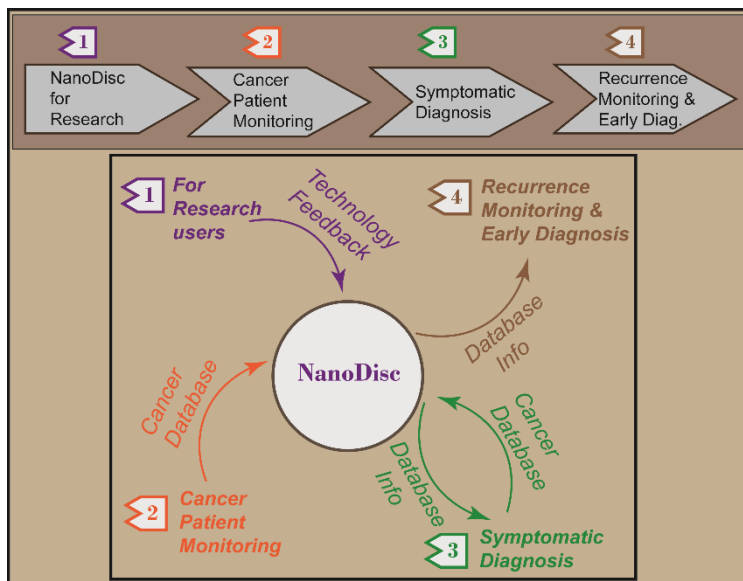 1
NanoDisc
for
Research
2
Cancer
Patient
Monitoring
3
Symptomatic
Diagnosis
4
Recurrence
Monitoring &
Early Diag.
1
For
Research
users
Technology
Feedback
4
Recurrence
Monitoring &
Early Diagnosis
Database
Info
NanoDisc
Cancer
Database
2
Cancer
Patient
Monitoring
Database
Info
Cancer
Database
3
Symptomatic
Diagnosis